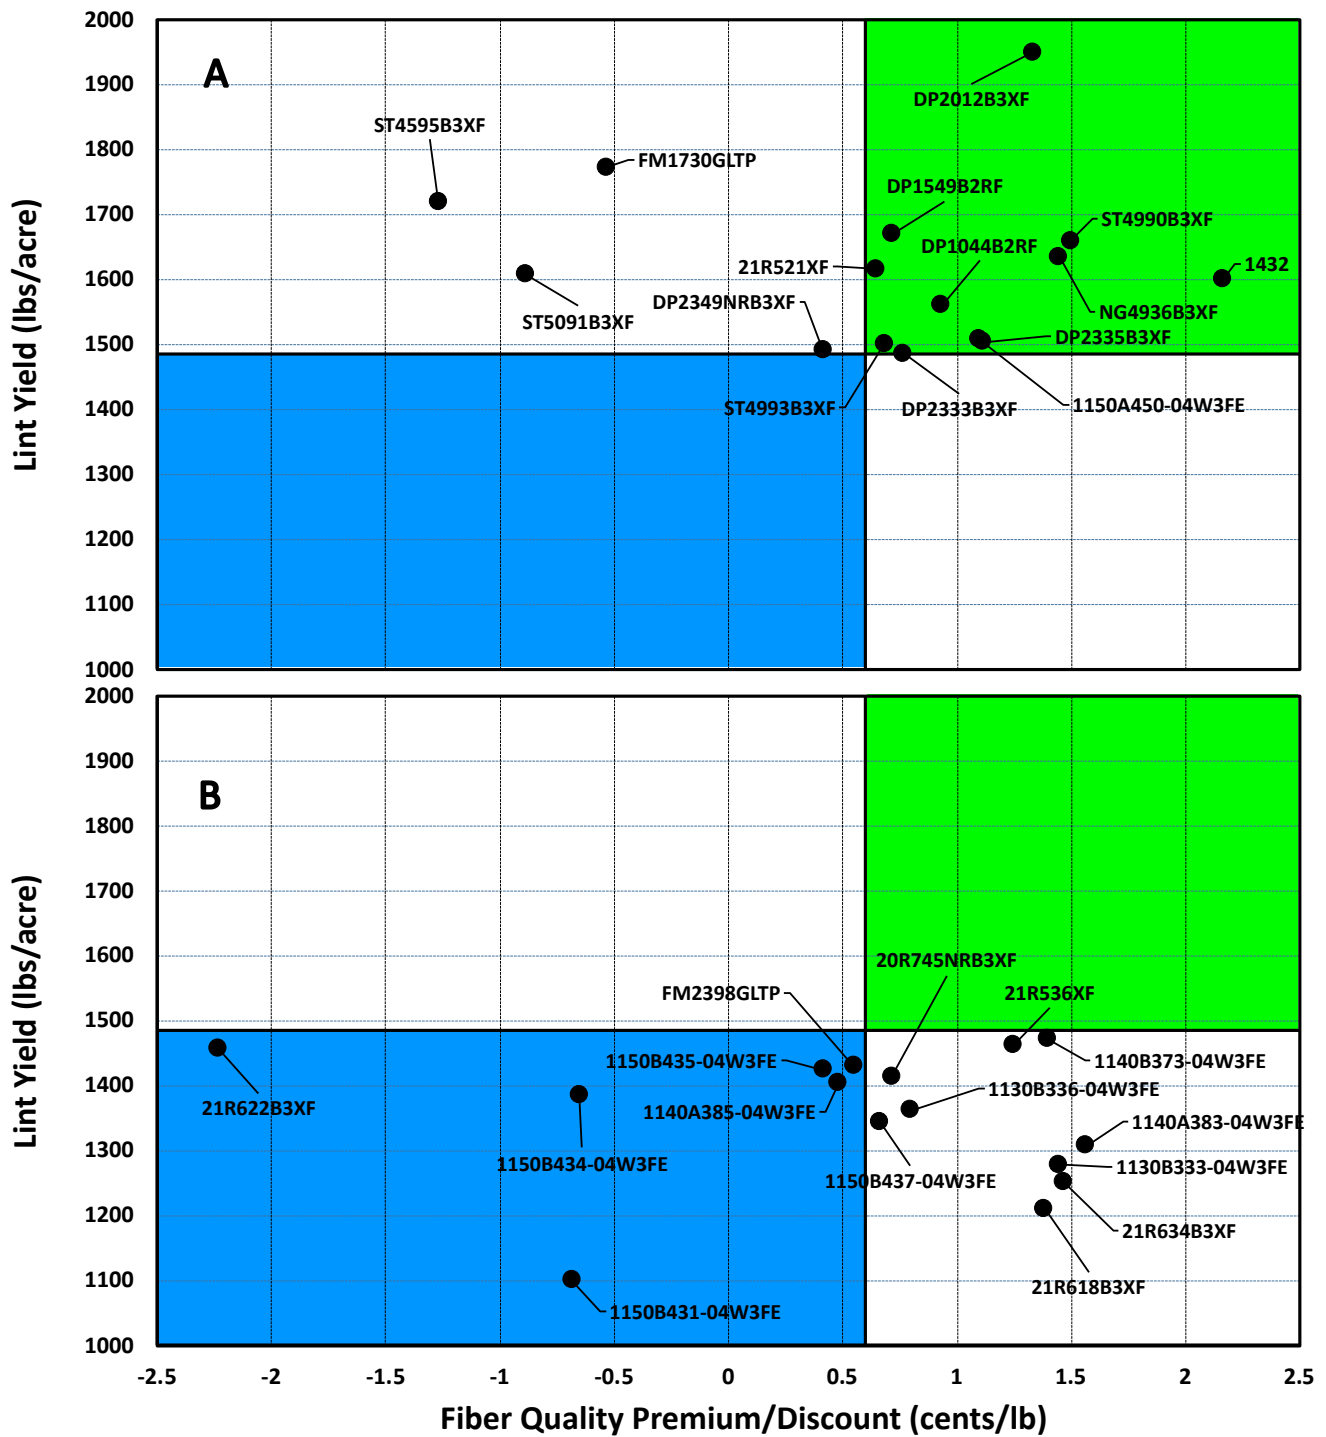 2000
1900
1800
1700
1600
1500
1400
1300
1200
1100
1000
Lint Yield (lbs/acre)
A
DP2012B3XF
ST4595B3XF
FM1730GLTP
DP1549B2RF
ST4990B3XF
DP1044B2RF
21R521XF
1432
DP2349NRB3XF
NG4936B3XF
ST5091B3XF
DP2335B3XF
ST4993B3XF
DP2333B3XF
1150A450-04W3FE
2000
1900
1800
1700
1600
1500
1400
1300
1200
1100
1000
Lint Yield (lbs/acre)
B
20R745NRB3XF
FM2398GLTP
21R536XF
1150B435-04W3FE
1140B373-04W3FE
1130B336-04W3FE
21R622B3XF
1140A385-04W3FE
1140A383-04W3FE
1150B434-04W3FE
1130B333-04W3FE
1150B437-04W3FE
21R634B3XF
21R618B3XF
1150B431-04W3FE
-2.5 -2 -1.5 -1 -0.5 0 0.5 1 1.5 2 2.5
Fiber Quality Premium/Discount (cents/lb)